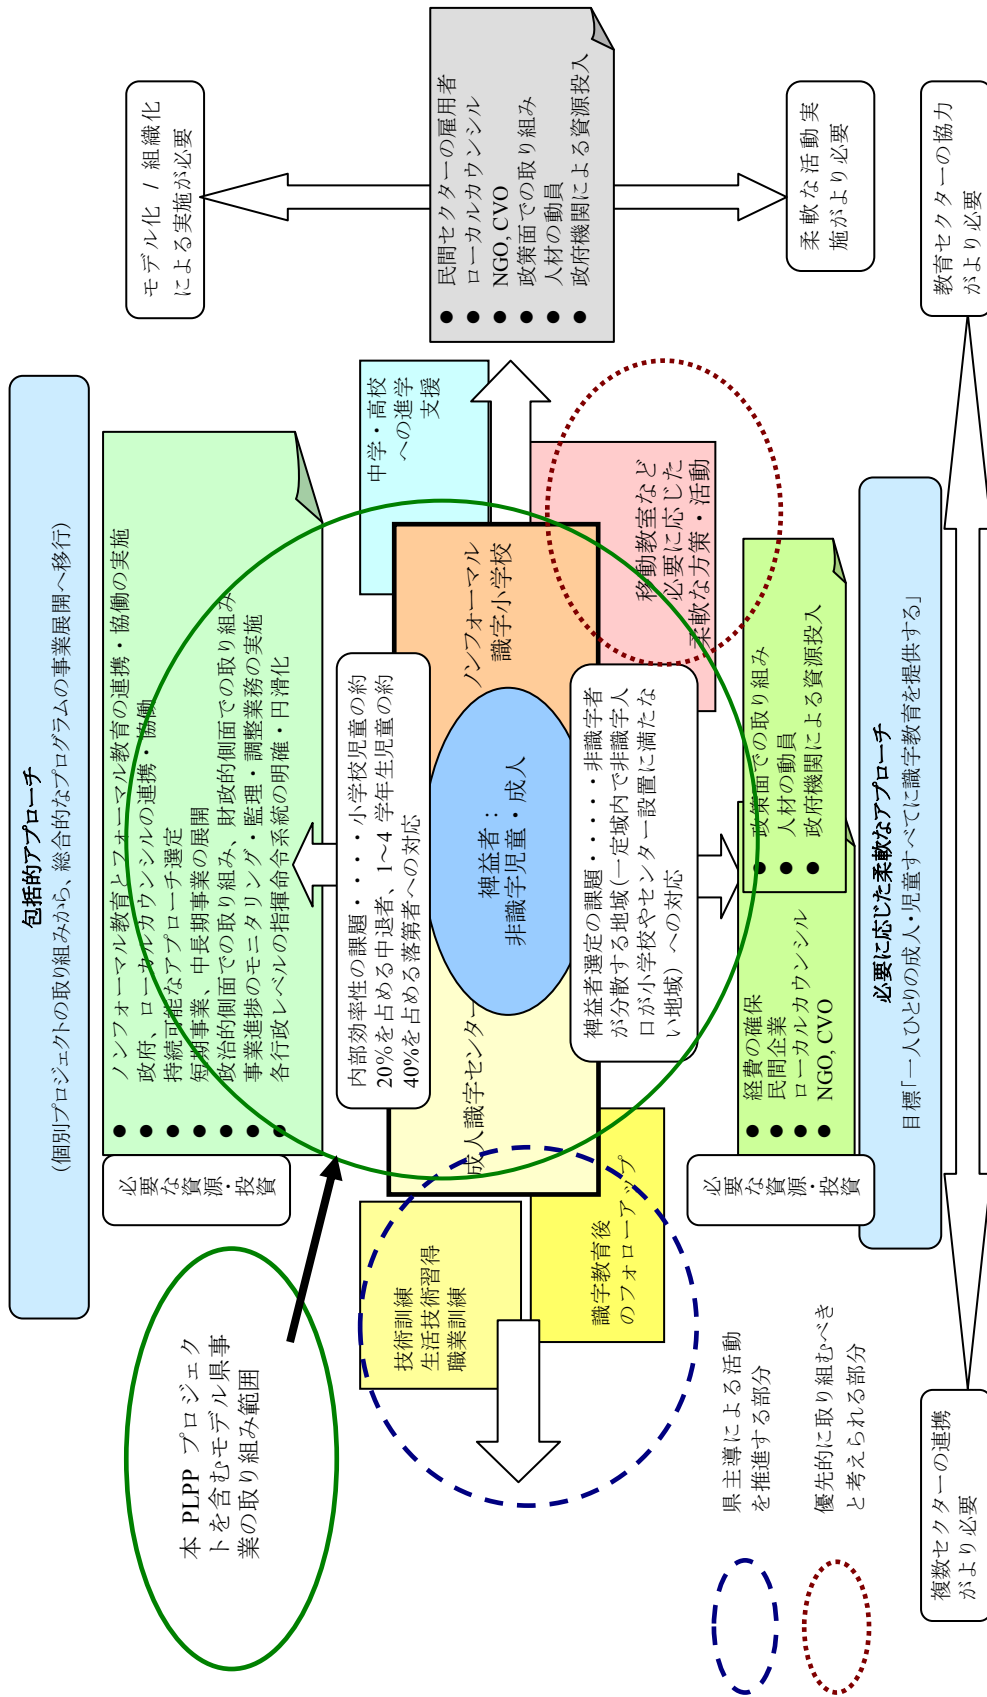 包括的アプローチ
(個別プロジェクトの取り組みから、総合的なプログラムの事業展開へ移行)
本 PLPP プロジェク
トを含むモデル県事
業の取り組み範囲
必要な資源・投
資
● ノンフォーマル教育とフォーマル教育の連携・協働の実施
● 政府、ローカルカウンシルの連携・協働
● 持続可能なアプローチ選定
● 短期事業、中長期事業の展開
● 政治的側面での取り組み、財政的側面での取り組み
● 事業進捗のモニタリング・監理・調整業務の実施
● 各行政レベルの指揮命令系統の明確・円滑化
モデル化 / 組織化
による実施が必要
技術訓練
生活技術習得
職業訓練
内部効率性の課題・・・・小学校児童の約
20%を占める中退者、1~4 学年生児童の約
40%を占める落第者への対応
中学・高校
への進学
支援
成人識字センター
裨益者：
非識字児童・成人
ノンフォーマル
識字小学校
● 民間セクターの雇用者
● ローカルカウンシル
● NGO, CVO
● 政策面での取り組み
● 人材の動員
● 政府機関による資源投入
識字教育後
のフォローアップ
裨益者選定の課題・・・・・非識字者
が分散する地域(一定域内で非識字人
口が小学校やセンター設置に満たな
い地域）への対応
移動教室など
必要に応じた
柔軟な方策・活動
必要な資源・投
資
● 経費の確保
● 民間企業
● ローカルカウンシル
● NGO, CVO
● 政策面での取り組み
● 人材の動員
● 政府機関による資源投入
柔軟な活動実
施がより必要
県主導による活動
を推進する部分
優先的に取り組むべき
と考えられる部分
必要に応じた柔軟なアプローチ
目標「一人ひとりの成人・児童すべてに識字教育を提供する」
複数セクターの連携
がより必要
教育セクターの協力
がより必要